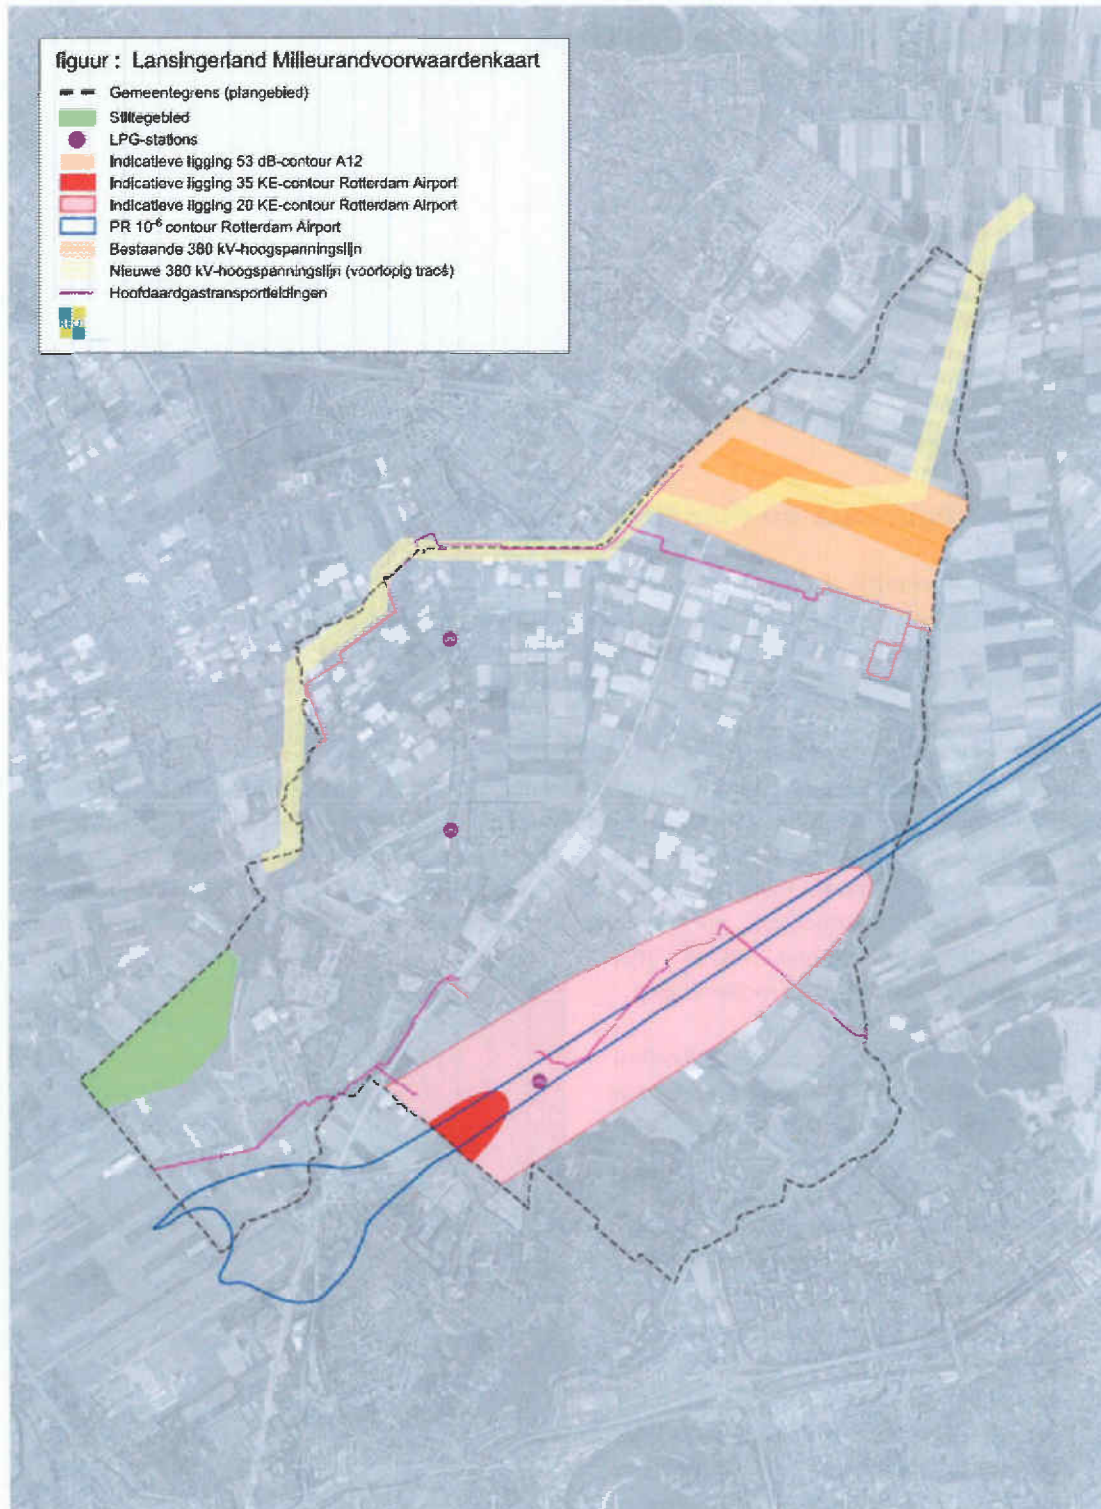 figuur : Lansingerland Milieurandvoorwaardenkaart
Gemeentegrens (plangebied)
Stiltegebied
LPG-stations
Indicatieve ligging 53 dB-contour A12
Indicatieve ligging 35 KE-contour Rotterdam Airport
Indicatieve ligging 20 KE-contour Rotterdam Airport
PR 10⁻⁶ contour Rotterdam Airport
Bestaande 380 kV-hoogspanningslijn
Nieuwe 380 kV-hoogspanningslijn (voorlopig tracé)
Hoofdaardgastransportleidingen